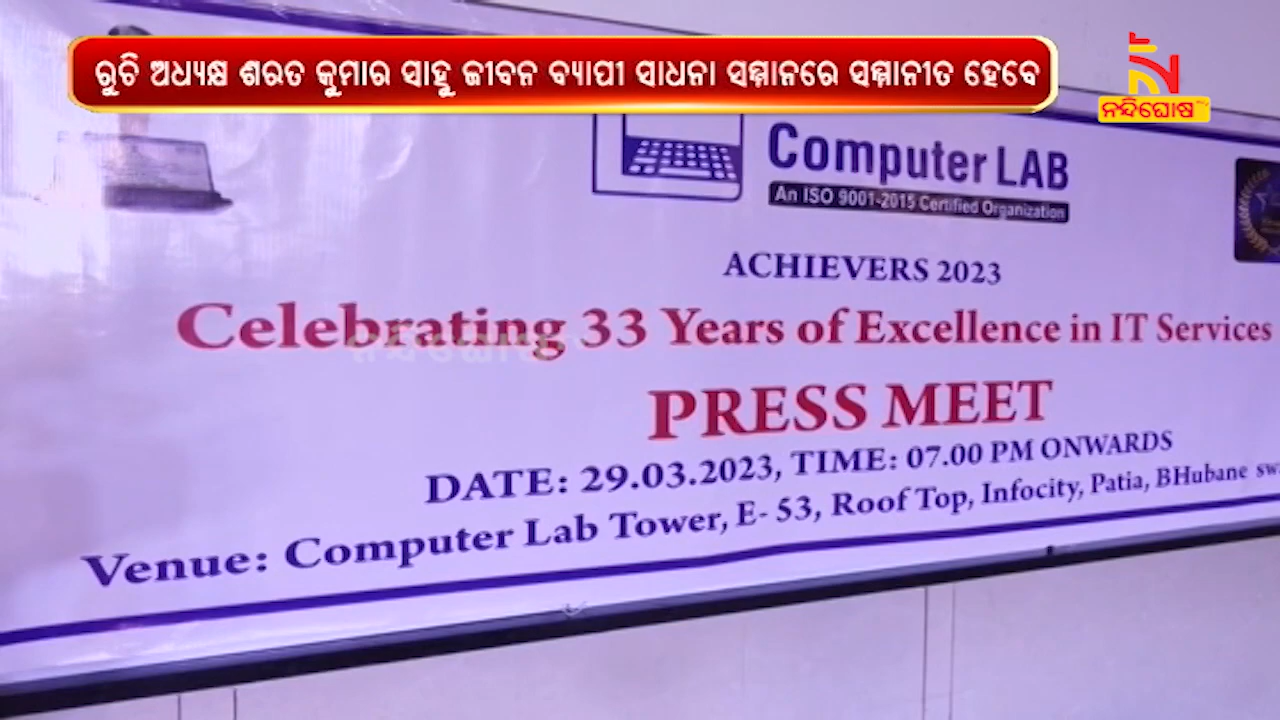 ରୁଚି ଅଧ୍ୟକ୍ଷ ଶରତ କୁମାର ସାହୁ ଜୀବନ ବ୍ୟାପୀ ସାଧନା ସମ୍ମାନରେ ସମ୍ମାନୀତ ହେବେ
ନନ୍ଦିଘୋଷ
Computer LAB
An ISO 9001-2015 Certified Organization
ACHIEVERS 2023
Celebrating 33 Years of Excellence in IT Services
PRESS MEET
DATE: 29.03.2023, TIME: 07.00 PM ONWARDS
Venue: Computer Lab Tower, E- 53, Roof Top, Infocity, Patia, BHubane